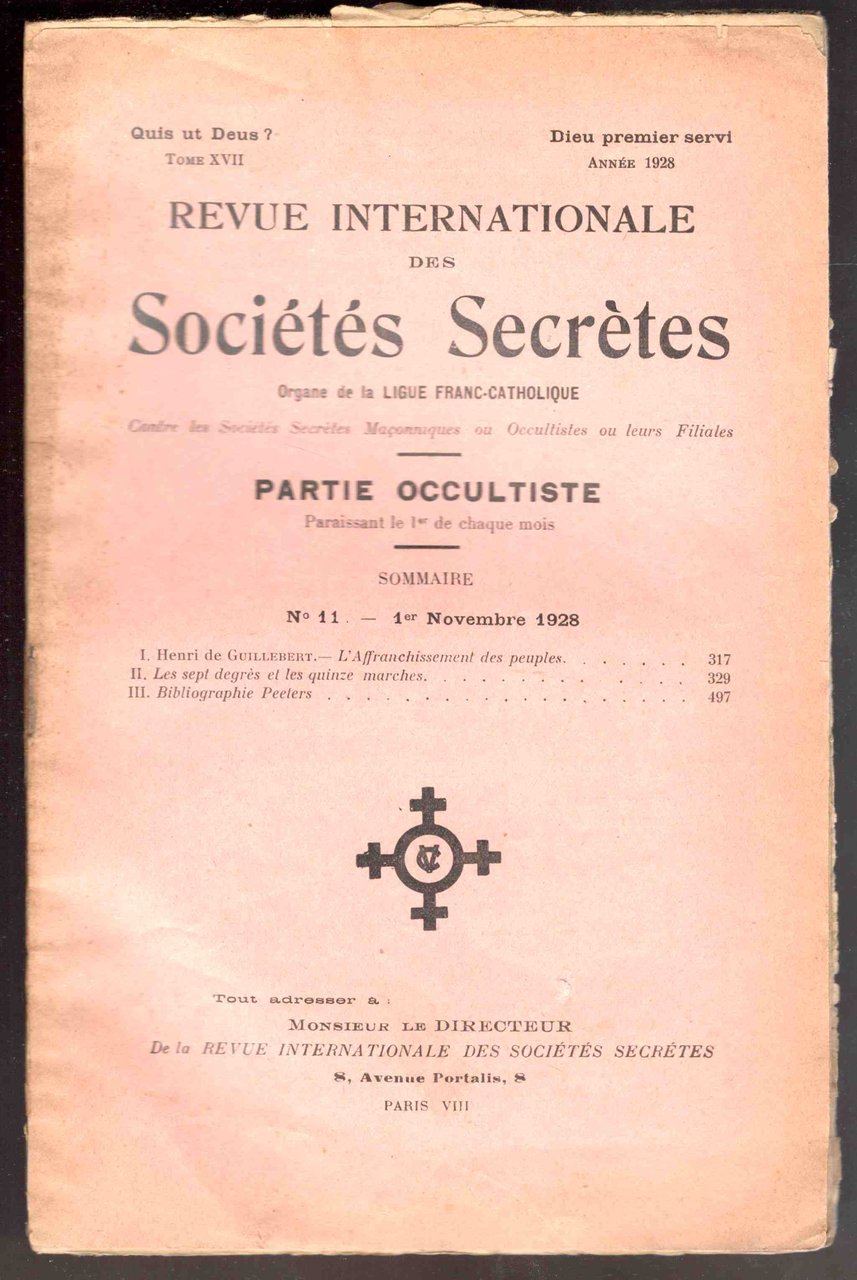 Quis ut Deus ?
Dieu premier servi
Tome XVII
Année 1928
REVUE INTERNATIONALE
DES
Sociétés Secrètes
Organe de la LIGUE FRANC-CATHOLIQUE
Contre les Sociétés Secrètes Maçonniques ou Occultistes ou leurs Filiales
PARTIE OCCULTISTE
Paraissant le 1er de chaque mois
SOMMAIRE
No 11. — 1er Novembre 1928
I. Henri de GUILLEBERT.— L'Affranchissement des peuples. . . . . . . 317
II. Les sept degrès et les quinze marches. . . . . . . . . . . . . 329
III. Bibliographie Peeters . . . . . . . . . . . . . . . . . 497
Tout adresser à :
Monsieur le DIRECTEUR
De la REVUE INTERNATIONALE DES SOCIÉTÉS SECRÉTES
8, Avenue Portalis, 8
PARIS VIII